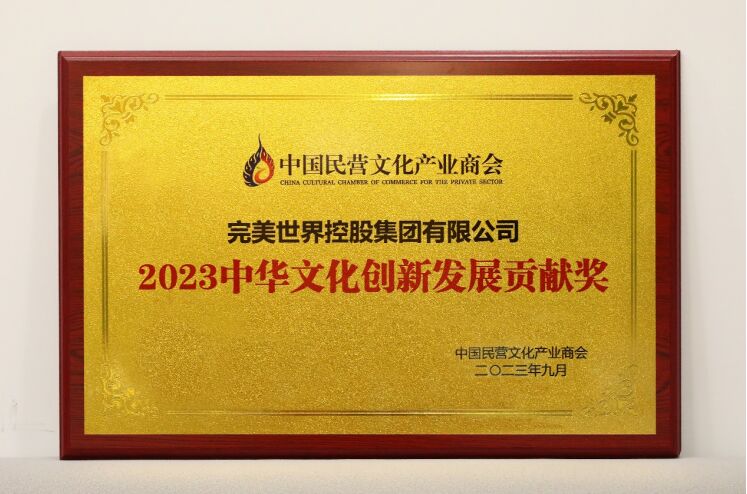 中国民营文化产业商会
CHINA CULTURAL CHAMBER OF COMMERCE FOR THE PRIVATE SECTOR
完美世界控股集团有限公司
2023中华文化创新发展贡献奖
中国民营文化产业商会
二〇二三年九月